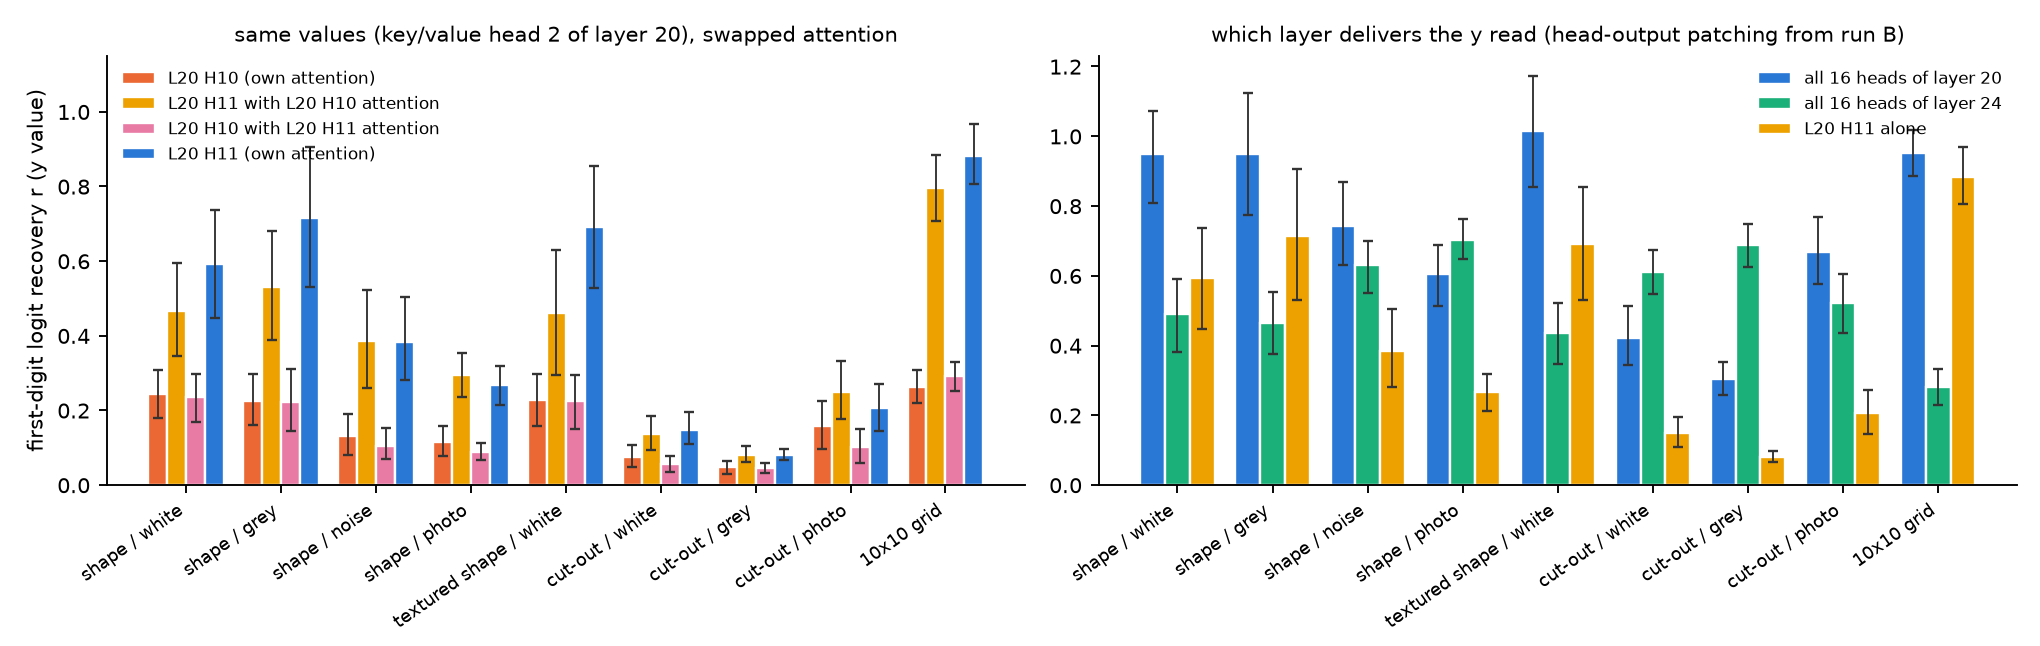 same values (key/value head 2 of layer 20), swapped attention
first-digit logit recovery r (y value)
1.0
0.8
0.6
0.4
0.2
0.0
L20 H10 (own attention)
L20 H11 with L20 H10 attention
L20 H10 with L20 H11 attention
L20 H11 (own attention)
shape / white
shape / grey
shape / noise
shape / photo
textured shape / white
cut-out / white
cut-out / grey
cut-out / photo
10x10 grid
which layer delivers the y read (head-output patching from run B)
1.2
1.0
0.8
0.6
0.4
0.2
0.0
all 16 heads of layer 20
all 16 heads of layer 24
L20 H11 alone
shape / white
shape / grey
shape / noise
shape / photo
textured shape / white
cut-out / white
cut-out / grey
cut-out / photo
10x10 grid